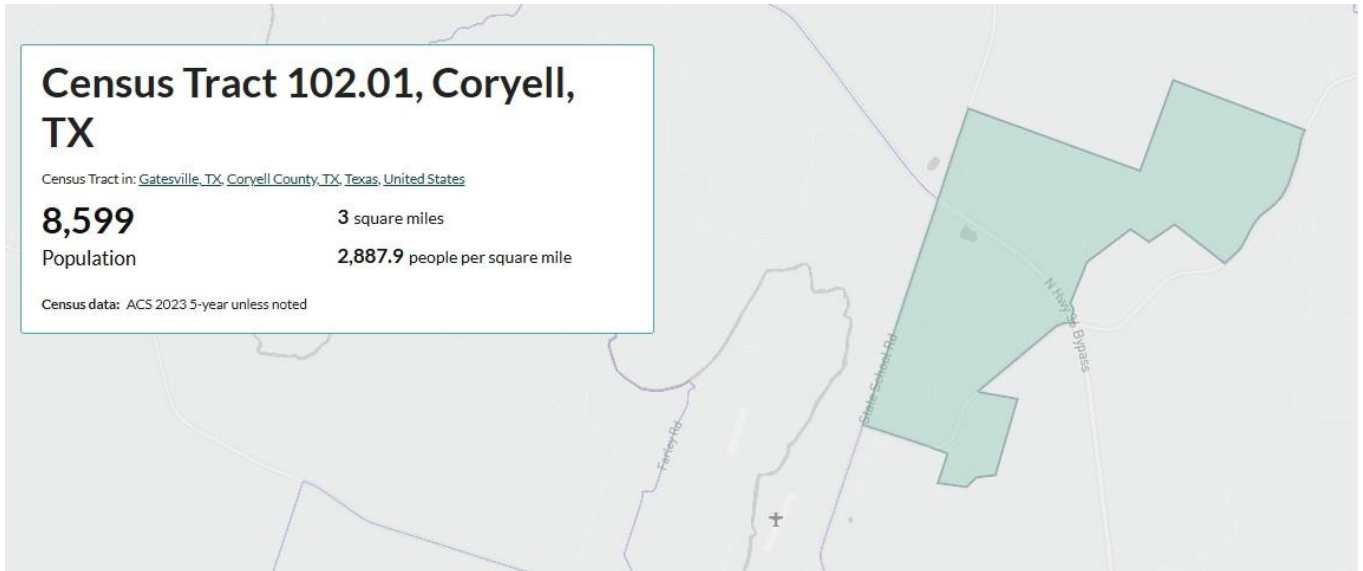 Census Tract 102.01, Coryell,
TX
Census Tract in: Gatesville, TX, Coryell County, TX, Texas, United States
8,599
Population
3 square miles
2,887.9 people per square mile
Census data: ACS 2023 5-year unless noted
State School Rd
N Hwy 36 Bypass
Farley Rd